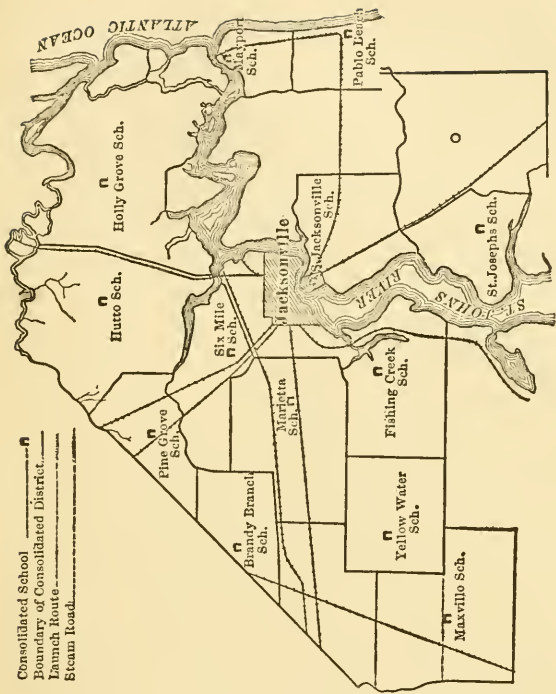 Consolidated School
Boundary of Consolidated District
Launch Route
Steam Road
ATLANTIC
OCEAN
Mayport
Sch.
Pablo Beach
Sch.
Holly Grove Sch.
Hutto Sch.
Six Mile
Sch.
Jacksonville
S. Jacksonville
Sch.
Pine Grove
Sch.
Marietta
Sch.
Brandy Branch
Sch.
ST. JOHNS
RIVER
St. Josephs Sch.
Fishing Creek
Sch.
Yellow Water
Sch.
Maxvillo Sch.